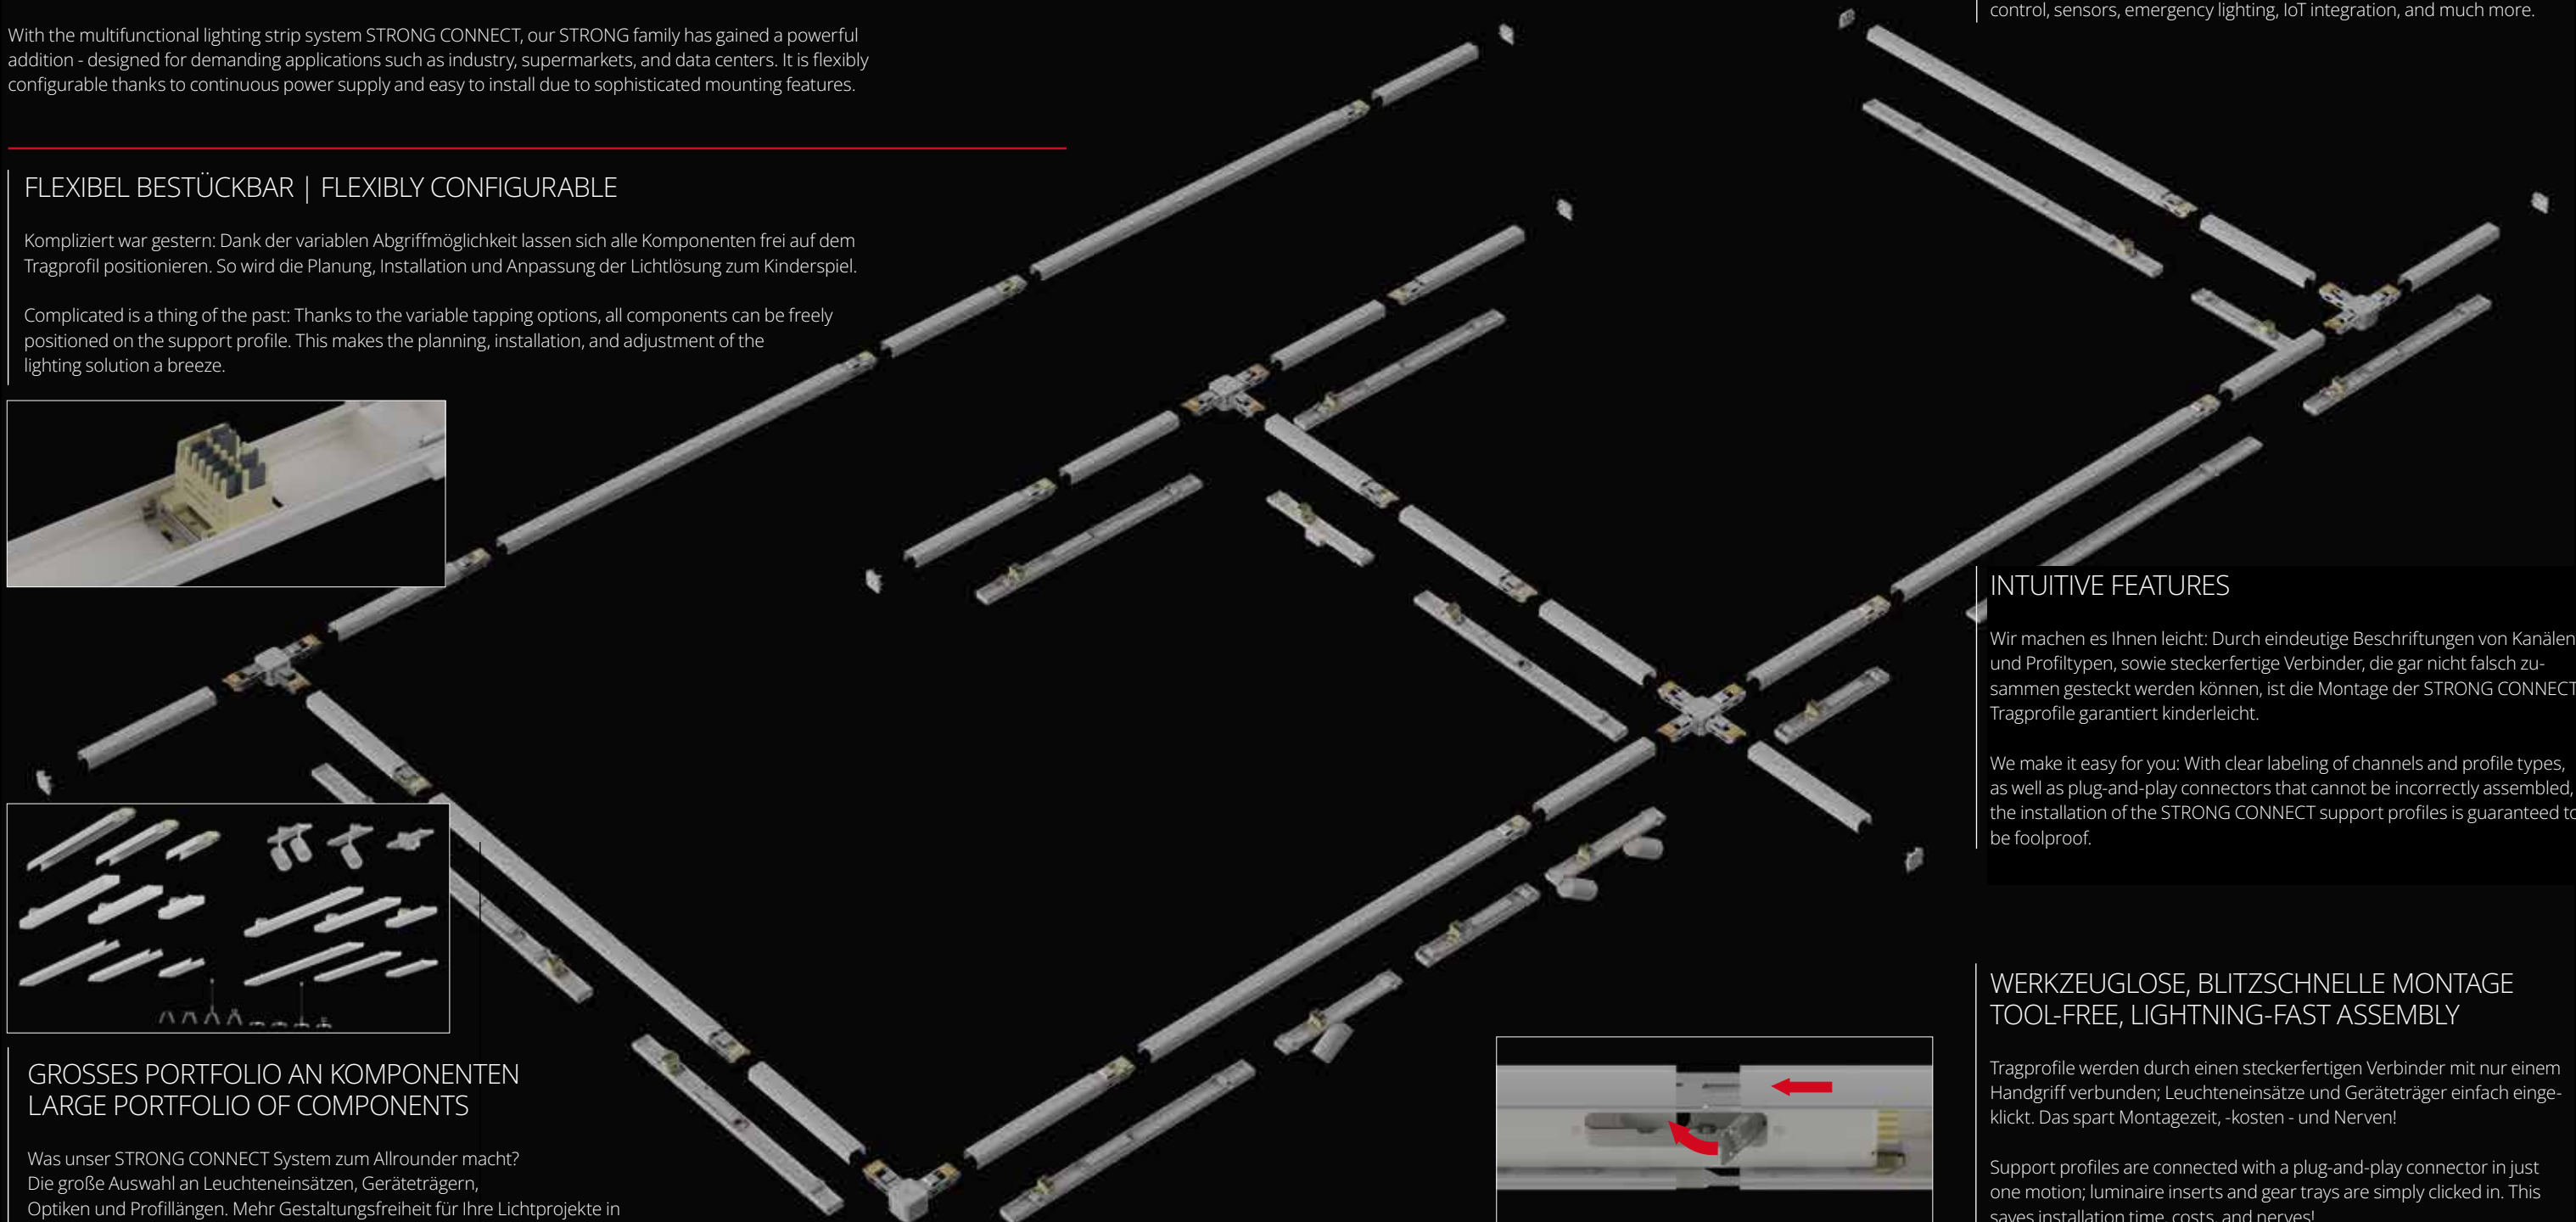 With the multifunctional lighting strip system STRONG CONNECT, our STRONG family has gained a powerful
addition - designed for demanding applications such as industry, supermarkets, and data centers. It is flexibly
configurable thanks to continuous power supply and easy to install due to sophisticated mounting features.
FLEXIBEL BESTÜCKBAR | FLEXIBLY CONFIGURABLE
Kompliziert war gestern: Dank der variablen Abgriffmöglichkeit lassen sich alle Komponenten frei auf dem
Tragprofil positionieren. So wird die Planung, Installation und Anpassung der Lichtlösung zum Kinderspiel.
Complicated is a thing of the past: Thanks to the variable tapping options, all components can be freely
positioned on the support profile. This makes the planning, installation, and adjustment of the
lighting solution a breeze.
GROSSES PORTFOLIO AN KOMPONENTEN
LARGE PORTFOLIO OF COMPONENTS
Was unser STRONG CONNECT System zum Allrounder macht?
Die große Auswahl an Leuchteneinsätzen, Geräteträgern,
Optiken und Profillängen. Mehr Gestaltungsfreiheit für Ihre Lichtprojekte in
control, sensors, emergency lighting, IoT integration, and much more.
INTUITIVE FEATURES
Wir machen es Ihnen leicht: Durch eindeutige Beschriftungen von Kanälen
und Profiltypen, sowie steckerfertige Verbinder, die gar nicht falsch zu-
sammen gesteckt werden können, ist die Montage der STRONG CONNECT
Tragprofile garantiert kinderleicht.
We make it easy for you: With clear labeling of channels and profile types,
as well as plug-and-play connectors that cannot be incorrectly assembled,
the installation of the STRONG CONNECT support profiles is guaranteed to
be foolproof.
WERKZEUGLOSE, BLITZSCHNELLE MONTAGE
TOOL-FREE, LIGHTNING-FAST ASSEMBLY
Tragprofile werden durch einen steckerfertigen Verbinder mit nur einem
Handgriff verbunden; Leuchteneinsätze und Geräteträger einfach einge-
klickt. Das spart Montagezeit, -kosten - und Nerven!
Support profiles are connected with a plug-and-play connector in just
one motion; luminaire inserts and gear trays are simply clicked in. This
saves installation time, costs, and nerves!